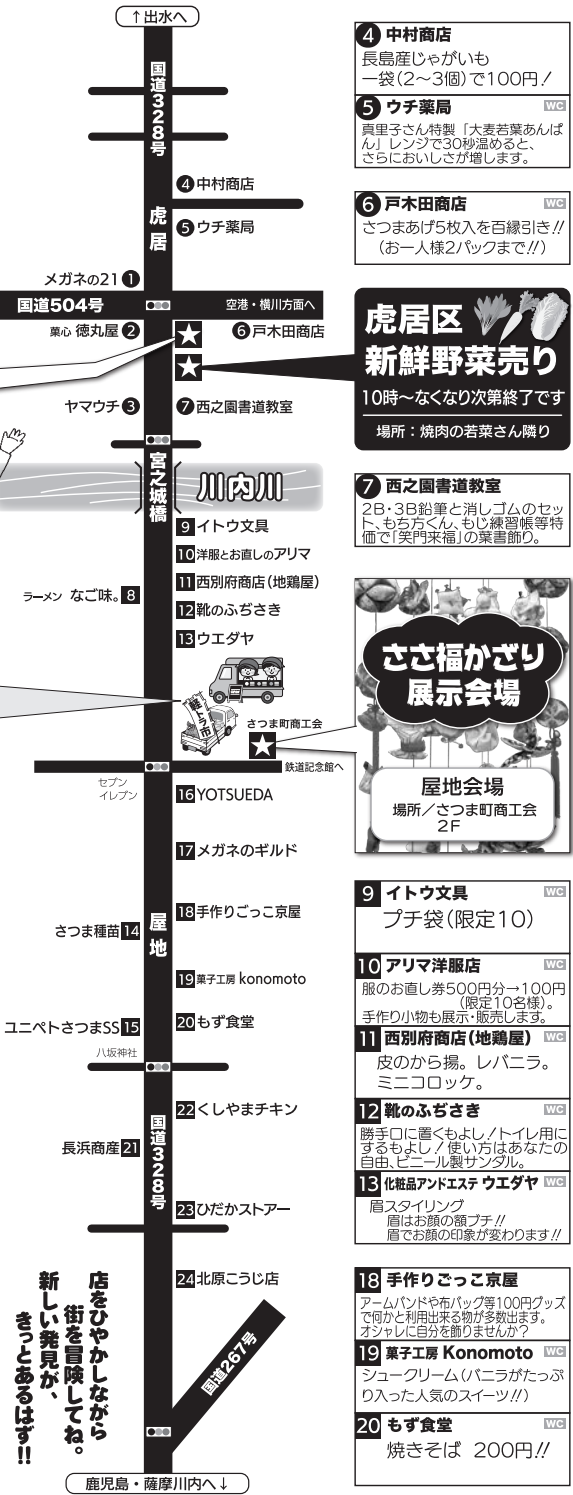 ↑出水へ
国道328号
4 中村商店
虎居
5 ウチ薬局
メガネの21 1
国道504号
空港・横川方面へ
菓心 徳丸屋 2
6 戸木田商店
ヤマウチ 3
7 西之園書道教室
宮之城橋
川内川
9 イトウ文具
10 洋服とお直しのアリマ
11 西別府商店(地鶏屋)
ラーメン なご味。 8
12 靴のふぢさき
13 ウエダヤ
軽トラ市
さつま町商工会
鉄道記念館へ
セブン
イレブン
16 YOTSUEDA
17 メガネのギルド
18 手作りごっこ京屋
さつま種苗 14
屋地
19 菓子工房 konomoto
ユニペトさつまSS 15
20 もず食堂
八坂神社
22 くしやまチキン
国道328号
長浜商産 21
23 ひだかストアー
24 北原こうじ店
国道267号
店をひやかしながら
街を冒険してね。
新しい発見が、
きっとあるはず!!
鹿児島・薩摩川内へ↓
4 中村商店
長島産じゃがいも
一袋(2～3個)で100円!
5 ウチ薬局 WC
真里子さん特製「大麦若葉あんぱ
ん」レンジで30秒温めると、
さらにおいしさが増します。
6 戸木田商店 WC
さつまあげ5枚入を百縁引き!!
(お一人様2パックまで!!)
虎居区
新鮮野菜売り
10時～なくなり次第終了です
場所：焼肉の若菜さん隣り
7 西之園書道教室
2B・3B鉛筆と消しゴムのセッ
ト、もち方くん、もじ練習帳等特
価で「笑門来福」の葉書飾り。
ささ福かざり
展示会場
屋地会場
場所／さつま町商工会
2F
9 イトウ文具 WC
プチ袋(限定10)
10 アリマ洋服店 WC
服のお直し券500円分→100円
(限定10名様)。
手作り小物も展示・販売します。
11 西別府商店(地鶏屋) WC
皮のから揚。レバニラ。
ミニコロッケ。
12 靴のふぢさき WC
勝手口に置くもよし!トイレ用に
するもよし!使い方はあなたの
自由、ビニール製サンダル。
13 化粧品アンドエステ ウエダヤ WC
眉スタイリング
眉はお顔の額ブチ!!
眉でお顔の印象が変わります!!
18 手作りごっこ京屋
アームバンドや布バッグ等100円グッズ
で何かと利用出来る物が多数出ます。
オシャレに自分を飾りませんか?
19 菓子工房 Konomoto WC
シュークリーム(バニラがたっぷ
り入った人気のスイーツ!!)
20 もず食堂 WC
焼きそば 200円!!